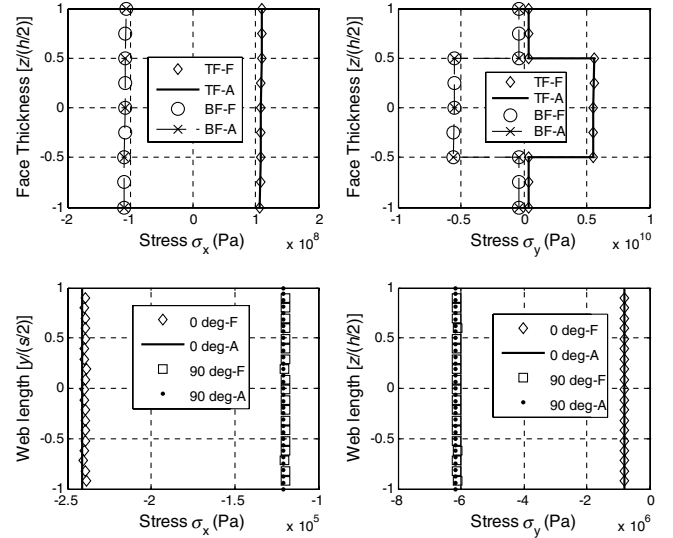 Face Thickness [z/(h/2)]
1
0.5
0
-0.5
-1
-2
-1
0
1
2
Stress σx (Pa)
x 10^8
TF-F
TF-A
BF-F
BF-A
Face Thickness [z/(h/2)]
1
0.5
0
-0.5
-1
-1
-0.5
0
0.5
1
Stress σy (Pa)
x 10^10
TF-F
TF-A
BF-F
BF-A
Web length [y/(s/2)]
1
0.5
0
-0.5
-1
-2.5
-2
-1.5
-1
Stress σx (Pa)
x 10^5
0 deg-F
0 deg-A
90 deg-F
90 deg-A
Web length [z/(h/2)]
1
0.5
0
-0.5
-1
-8
-6
-4
-2
0
Stress σy (Pa)
x 10^6
0 deg-F
0 deg-A
90 deg-F
90 deg-A